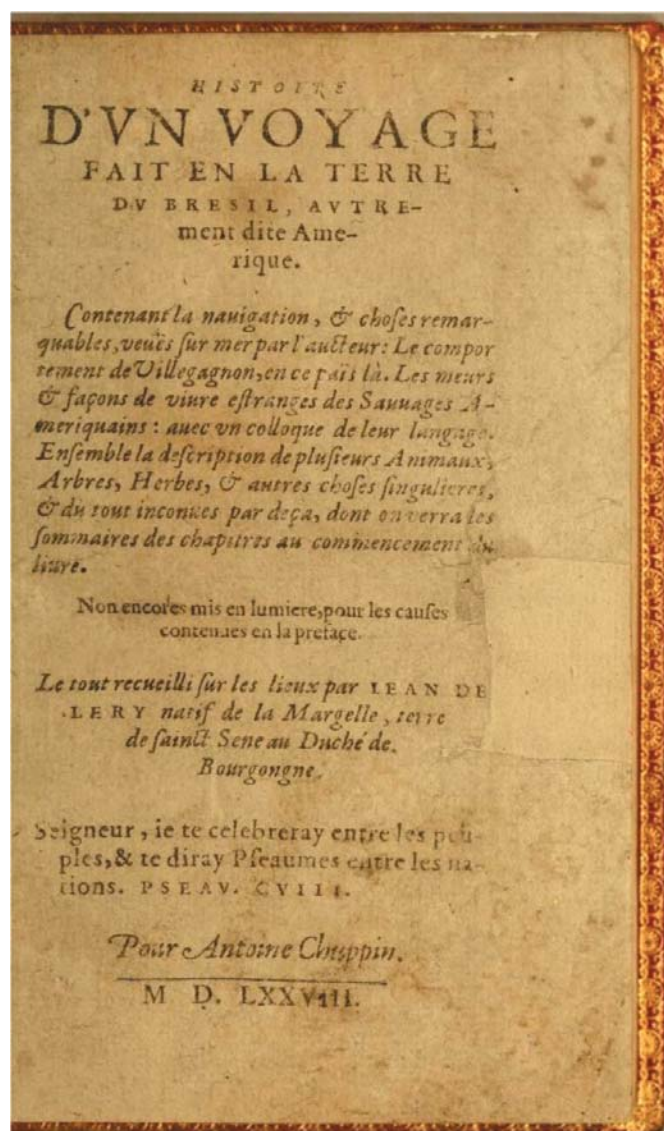 HISTOIRE
D'VN VOYAGE
FAIT EN LA TERRE
DV BRESIL, AVTRE-
ment dite Ame-
rique.
Contenant la nauigation, & choses remar-
quables, veuës sur mer par l'aucteur: Le compor
tement de Villegagnon, en ce païs là. Les meurs
& façons de viure estranges des Sauuages A-
meriquains: auec vn colloque de leur langage.
Ensemble la description de plusieurs Animaux,
Arbres, Herbes, & autres choses singulieres,
& du tout inconues par deça, dont on verra les
sommaires des chapitres au commencement du
liure.
Non encores mis en lumiere, pour les causes
contenues en la preface.
Le tout recueilli sur les lieux par IEAN DE
LERY natif de la Margelle, terre
de sainct Sene au Duché de
Bourgongne.
Seigneur, ie te celebreray entre les peu-
ples, & te diray Pseaumes entre les na-
tions. PSEAV. CVIII.
Pour Antoine Chuppin.
M D. LXXVIII.